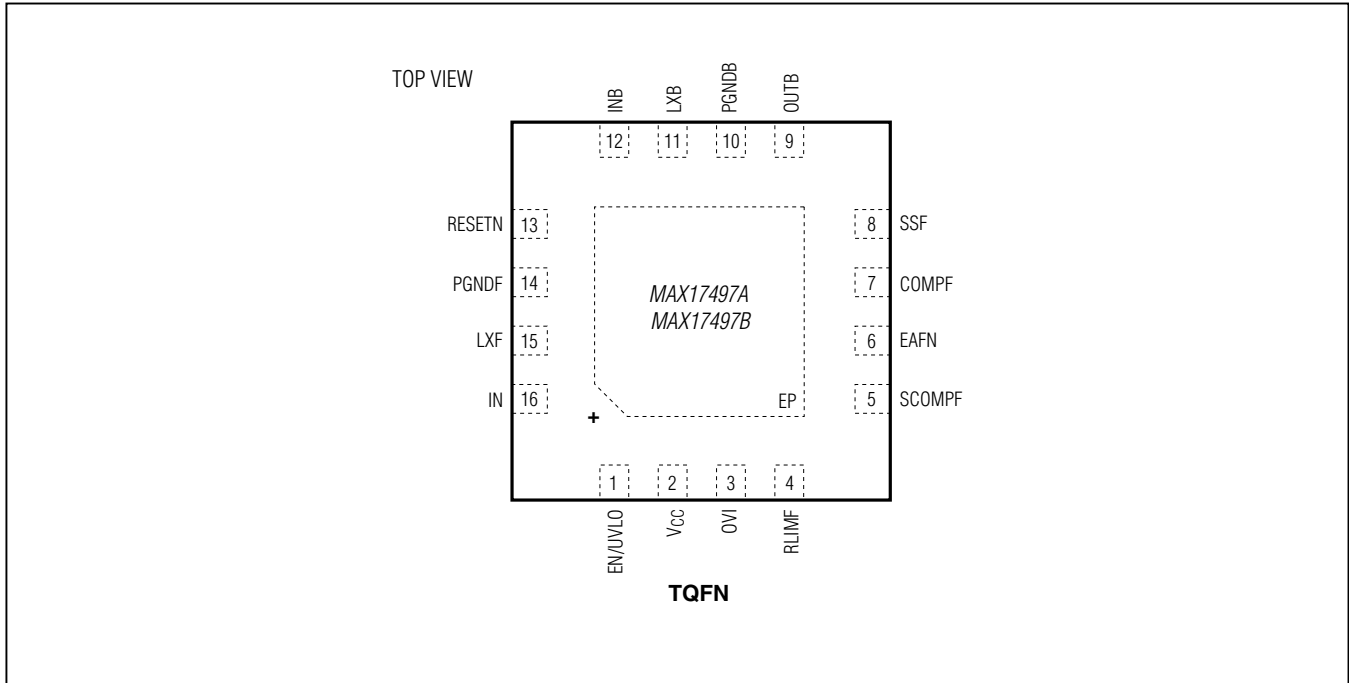 TOP VIEW
INB
LXB
PGNDB
OUTB
12
11
10
9
RESETN 13
8 SSF
PGNDF 14
7 COMPF
MAX17497A
MAX17497B
LXF 15
6 EAFN
IN 16
EP
5 SCOMPF
+
1
2
3
4
EN/UVLO
VCC
OVI
RLIMF
TQFN